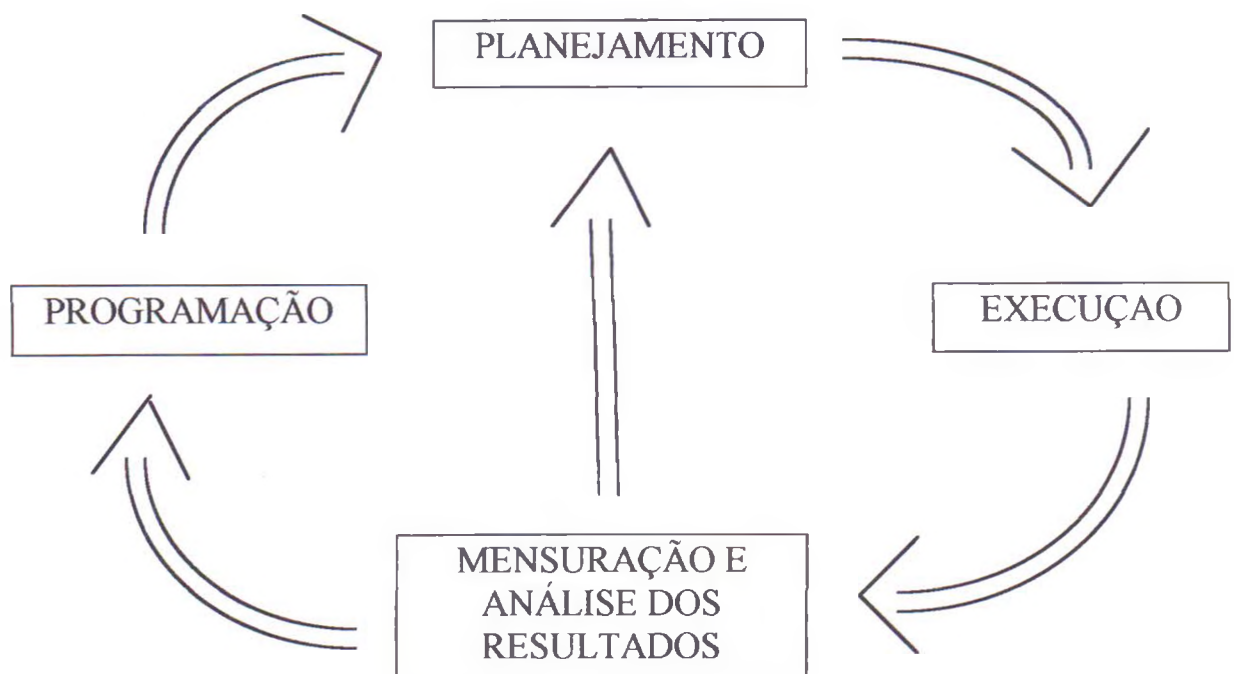 PLANEJAMENTO
PROGRAMAÇÃO
EXECUÇAO
MENSURAÇÃO E
ANÁLISE DOS
RESULTADOS